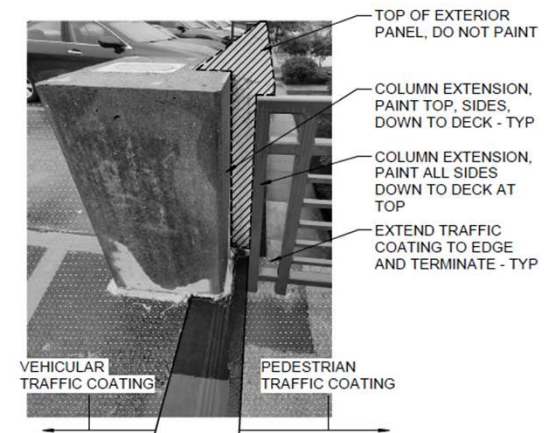 TOP OF EXTERIOR
PANEL, DO NOT PAINT
COLUMN EXTENSION,
PAINT TOP, SIDES,
DOWN TO DECK - TYP
COLUMN EXTENSION,
PAINT ALL SIDES
DOWN TO DECK AT
TOP
EXTEND TRAFFIC
COATING TO EDGE
AND TERMINATE - TYP
VEHICULAR
TRAFFIC COATING
PEDESTRIAN
TRAFFIC COATING